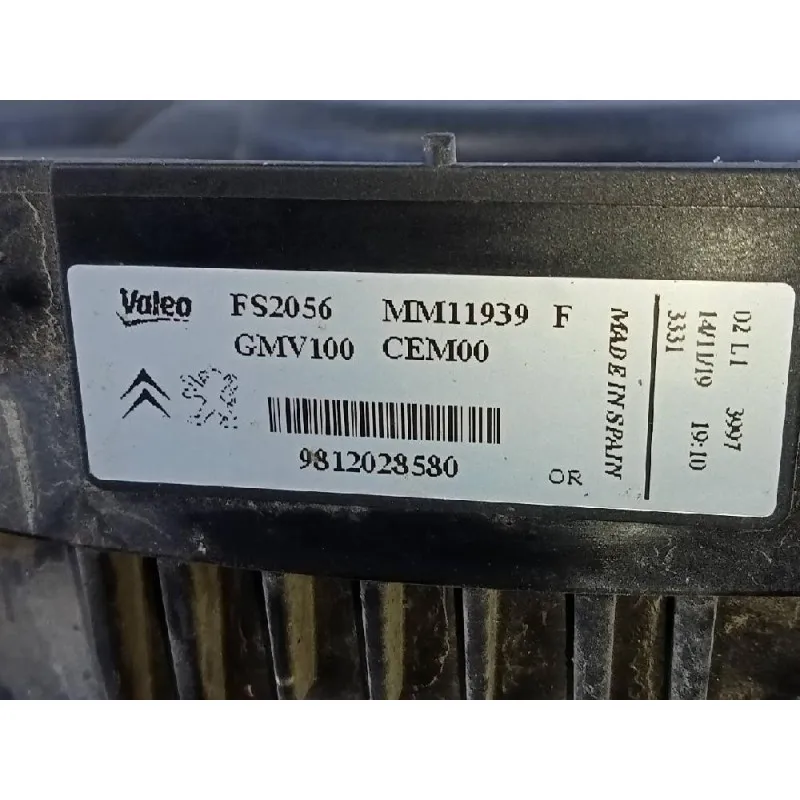 Valeo FS2056 MM11939 F
GMV100 CEM00
9812028580
OR
MADE IN SPAIN
02 L1 3997
14/11/19 19:10
3331